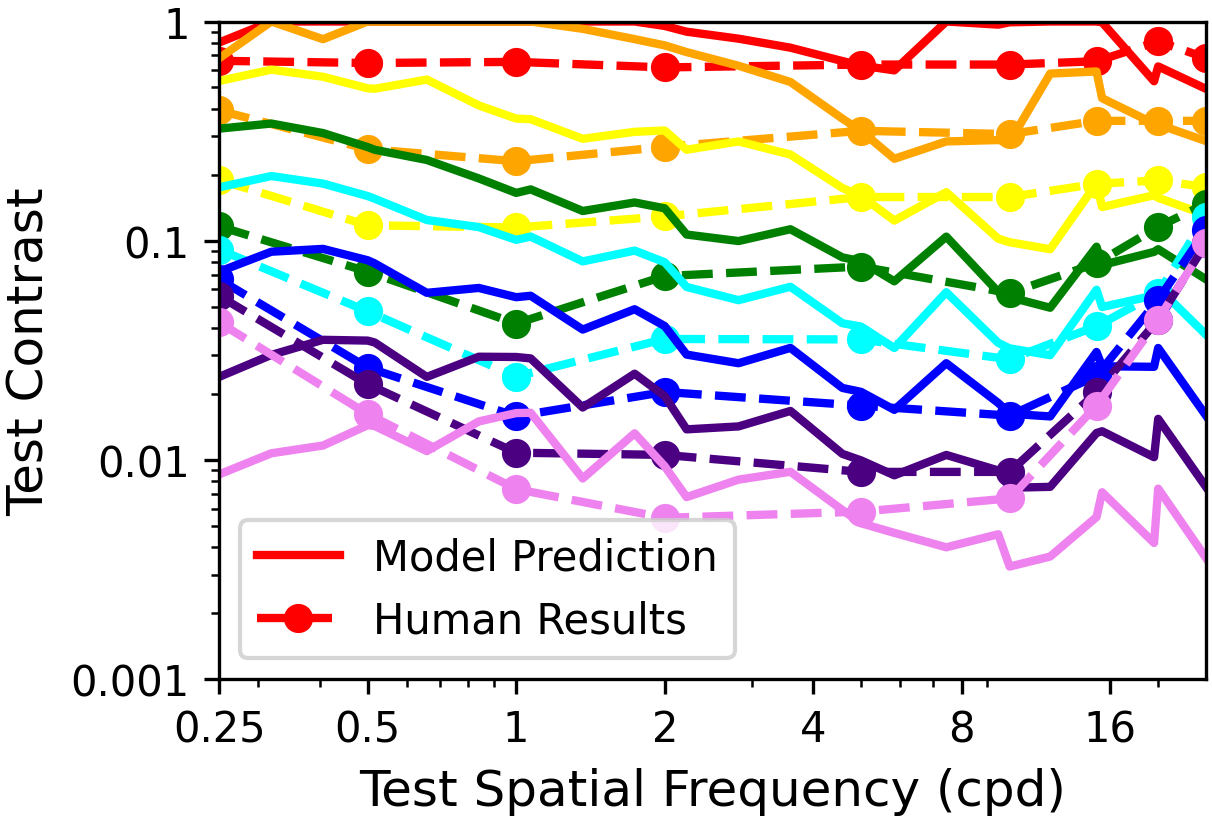 1
0.1
0.01
0.001
Test Contrast
Model Prediction
Human Results
0.25 0.5 1 2 4 8 16
Test Spatial Frequency (cpd)